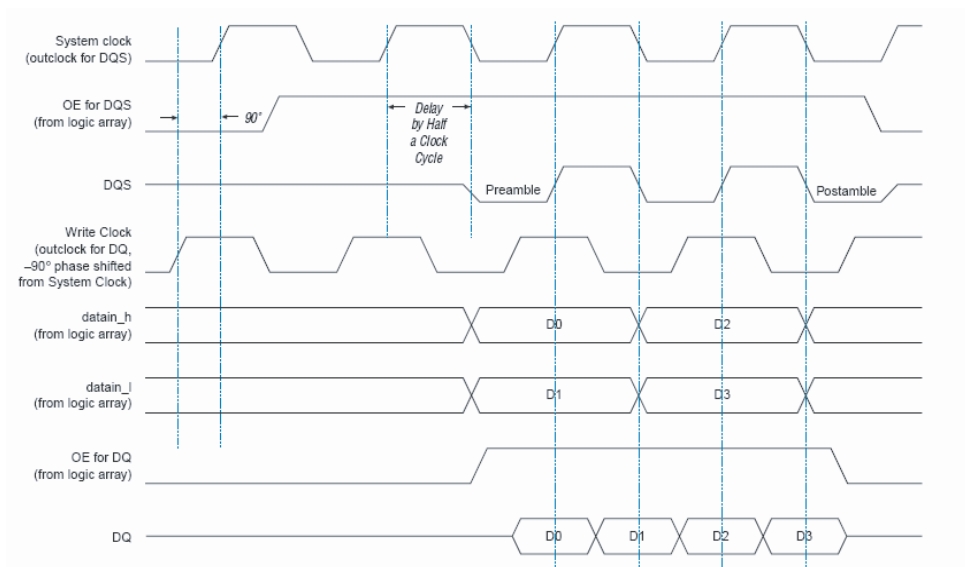 System clock
(outclock for DQS)
OE for DQS
(from logic array)
90°
Delay
by Half
a Clock
Cycle
DQS
Preamble
Postamble
Write Clock
(outclock for DQ,
–90° phase shifted
from System Clock)
datain_h
(from logic array)
D0
D2
datain_l
(from logic array)
D1
D3
OE for DQ
(from logic array)
DQ
D0
D1
D2
D3